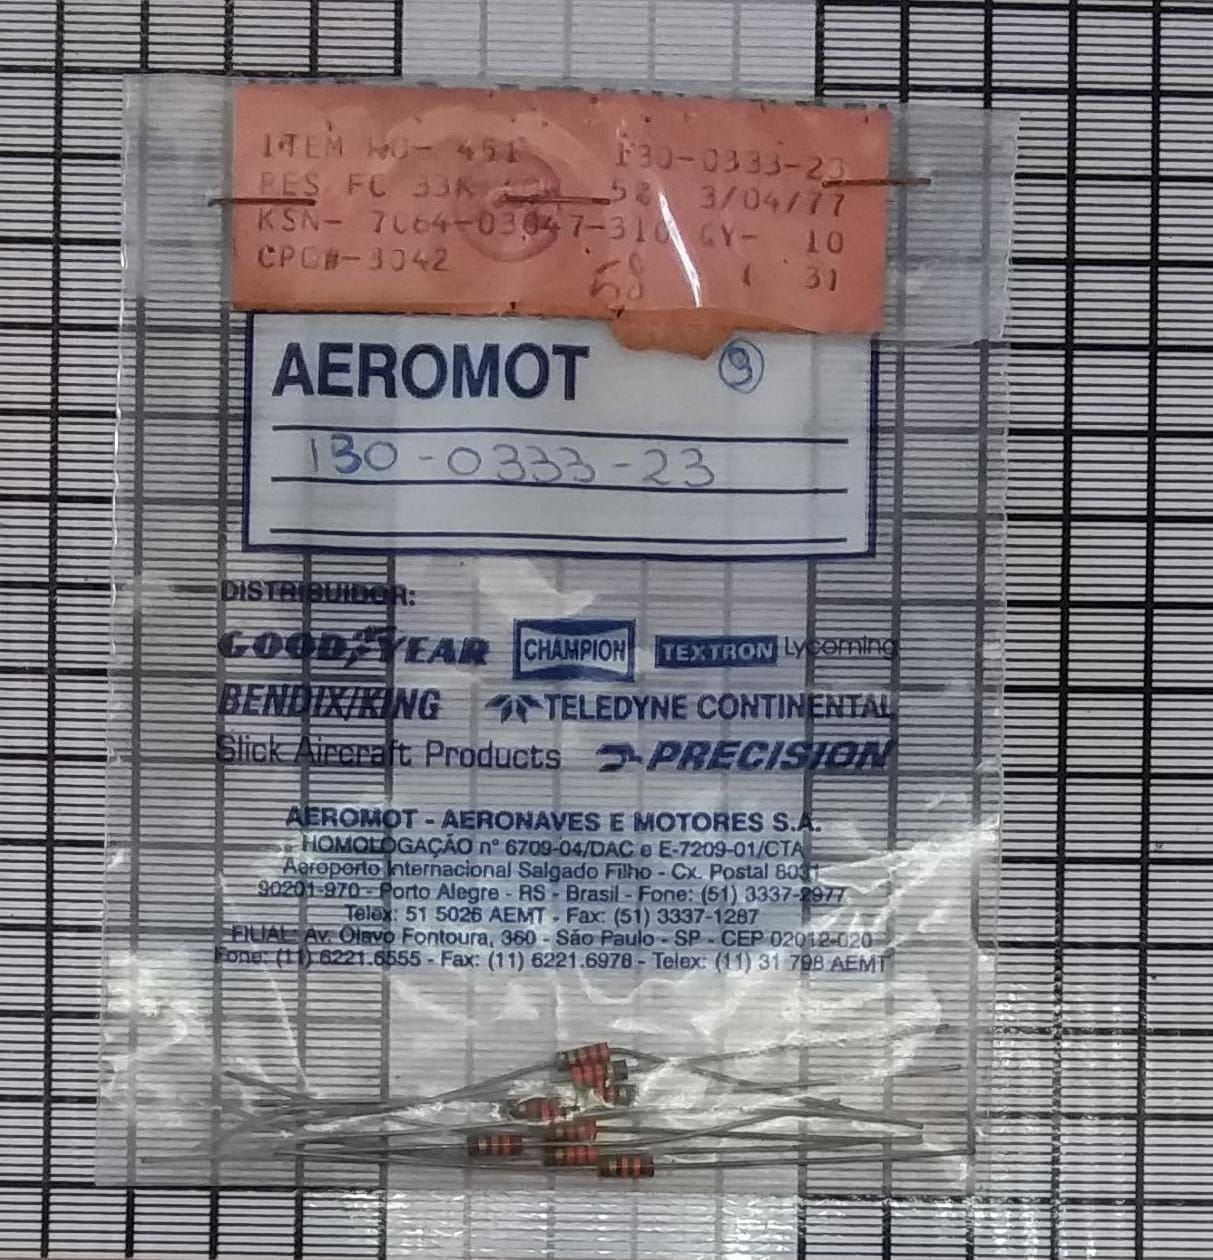 ITEM NO- 451 130-0333-23
RES FC 33K 5% 3/04/77
KSN- 7064-03047-310 QY- 10
CPO#-3042 58 1 31
AEROMOT 9
130-0333-23
DISTRIBUIDOR:
GOODYEAR CHAMPION TEXTRON Lycoming
BENDIX/KING TELEDYNE CONTINENTAL
Slick Aircraft Products PRECISION
AEROMOT - AERONAVES E MOTORES S.A.
HOMOLOGAÇÃO nº 6709-04/DAC e E-7209-01/CTA
Aeroporto Internacional Salgado Filho - Cx. Postal 8031
90201-970 - Porto Alegre - RS - Brasil - Fone: (51) 3337-2977
Telex: 51 5026 AEMT - Fax: (51) 3337-1287
FILIAL: Av. Olavo Fontoura, 360 - São Paulo - SP - CEP 02012-020
Fone: (11) 6221.6555 - Fax: (11) 6221.6978 - Telex: (11) 31 798 AEMT